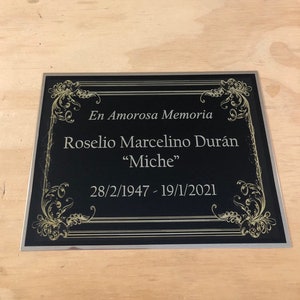 En Amorosa Memoria
Roselio Marcelino Durán
“Miche”
28/2/1947 - 19/1/2021